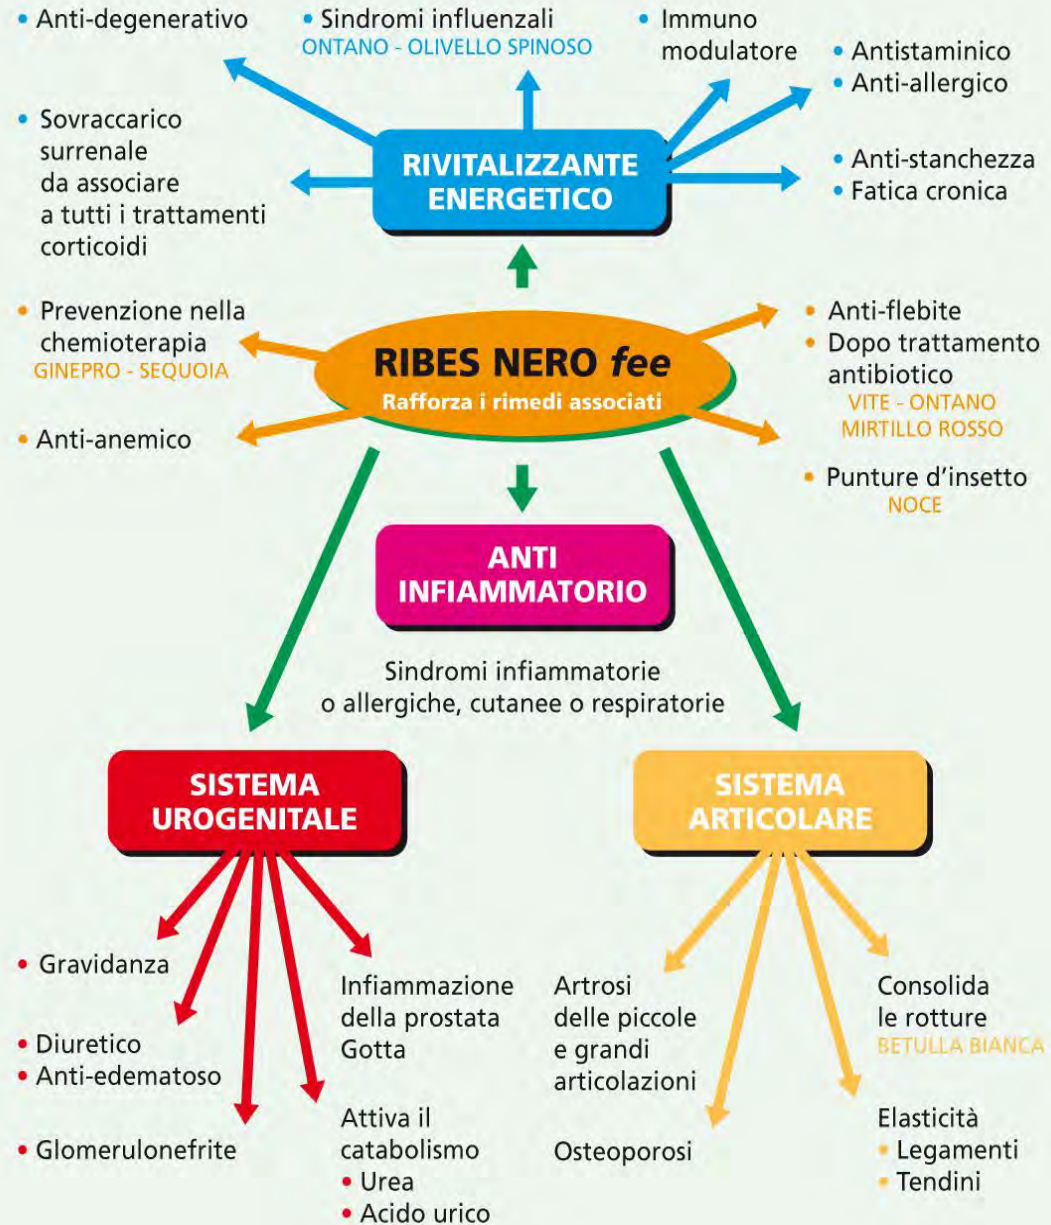 • Anti-degenerativo
• Sindromi influenzali
ONTANO - OLIVELLO SPINOSO
• Immuno
modulatore
• Antistaminico
• Anti-allergico
• Sovraccarico
surrenale
da associare
a tutti i trattamenti
corticoidi
RIVITALIZZANTE
ENERGETICO
• Anti-stanchezza
• Fatica cronica
• Prevenzione nella
chemioterapia
GINEPRO - SEQUOIA
• Anti-anemico
RIBES NERO fee
Rafforza i rimedi associati
• Anti-flebite
• Dopo trattamento
antibiotico
VITE - ONTANO
MIRTILLO ROSSO
• Punture d'insetto
NOCE
ANTI
INFIAMMATORIO
Sindromi infiammatorie
o allergiche, cutanee o respiratorie
SISTEMA
UROGENITALE
SISTEMA
ARTICOLARE
• Gravidanza
• Diuretico
• Anti-edematoso
• Glomerulonefrite
Infiammazione
della prostata
Gotta
Attiva il
catabolismo
• Urea
• Acido urico
Artrosi
delle piccole
e grandi
articolazioni
Osteoporosi
Consolida
le rotture
BETULLA BIANCA
Elasticità
• Legamenti
• Tendini